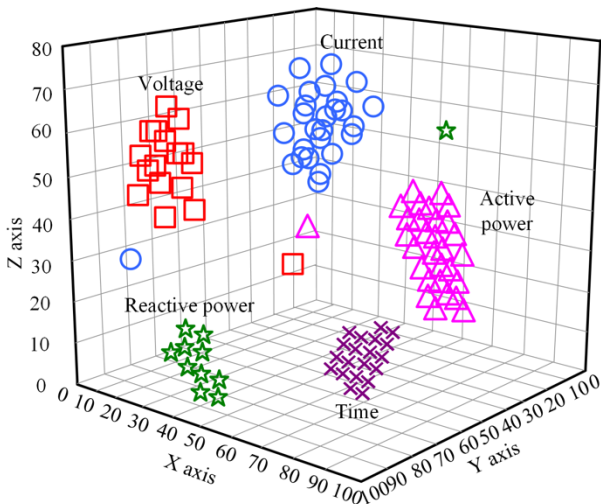 80
70
60
50
40
30
20
10
0
Z axis
Current
Voltage
Active
power
Reactive power
Time
0 10 20 30 40 50 60 70 80 90 100
X axis
100 90 80 70 60 50 40 30 20 10 0
Y axis